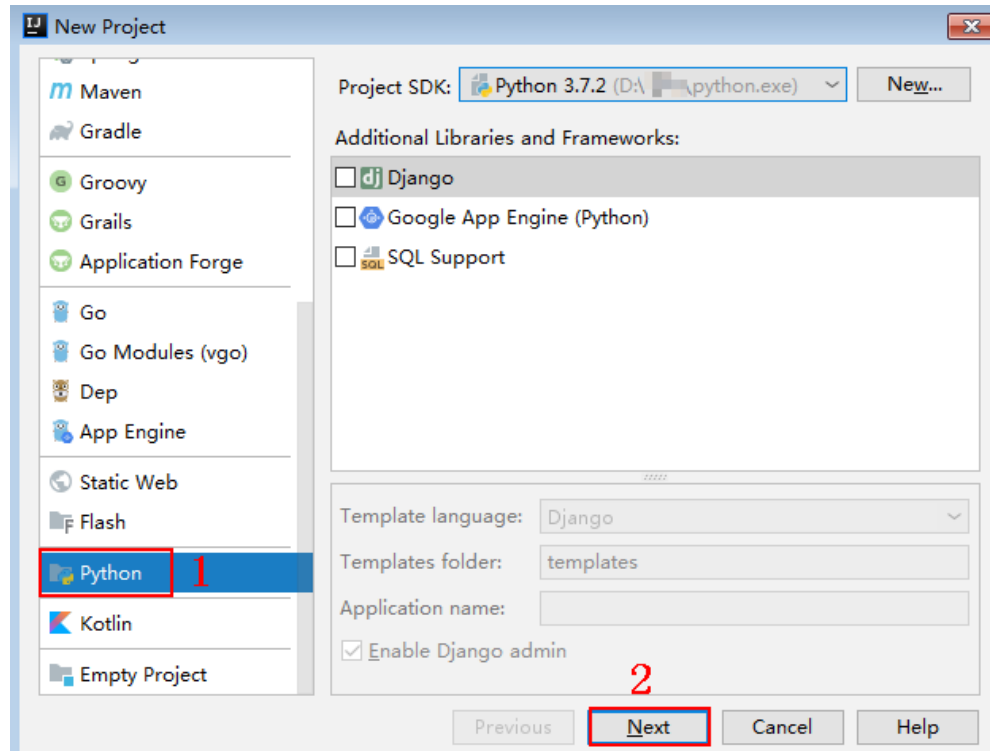 New Project
Maven
Gradle
Groovy
Grails
Application Forge
Go
Go Modules (vgo)
Dep
App Engine
Static Web
Flash
Python
1
Kotlin
Empty Project
Project SDK: Python 3.7.2 (D:\ \python.exe)
New...
Additional Libraries and Frameworks:
dj Django
Google App Engine (Python)
SQL SQL Support
Template language: Django
Templates folder: templates
Application name:
Enable Django admin
2
Previous Next Cancel Help